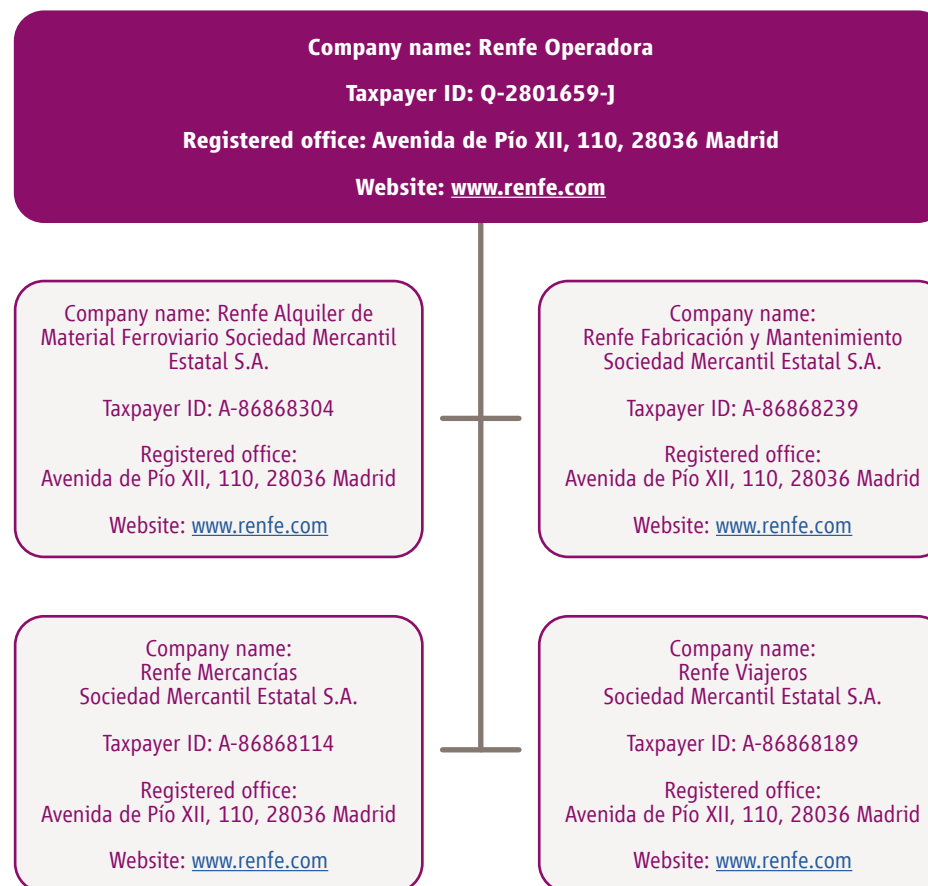 Company name: Renfe Operadora
Taxpayer ID: Q-2801659-J
Registered office: Avenida de Pío XII, 110, 28036 Madrid
Website: www.renfe.com
Company name: Renfe Alquiler de
Material Ferroviario Sociedad Mercantil
Estatal S.A.
Taxpayer ID: A-86868304
Registered office:
Avenida de Pío XII, 110, 28036 Madrid
Website: www.renfe.com
Company name:
Renfe Fabricación y Mantenimiento
Sociedad Mercantil Estatal S.A.
Taxpayer ID: A-86868239
Registered office:
Avenida de Pío XII, 110, 28036 Madrid
Website: www.renfe.com
Company name:
Renfe Mercancías
Sociedad Mercantil Estatal S.A.
Taxpayer ID: A-86868114
Registered office:
Avenida de Pío XII, 110, 28036 Madrid
Website: www.renfe.com
Company name:
Renfe Viajeros
Sociedad Mercantil Estatal S.A.
Taxpayer ID: A-86868189
Registered office:
Avenida de Pío XII, 110, 28036 Madrid
Website: www.renfe.com